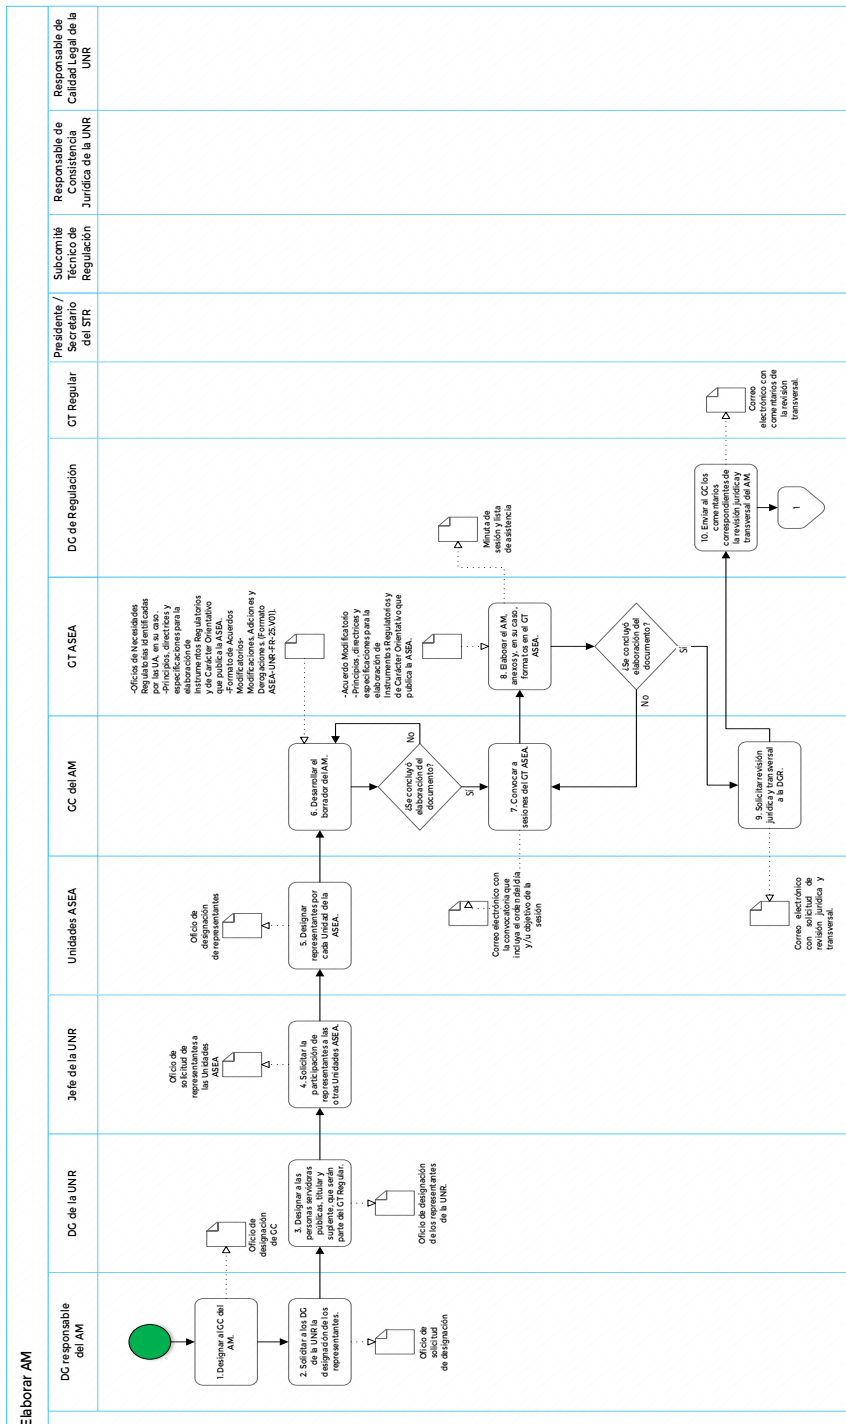 Elaborar AM
DG responsable
del AM
DG de la UNR
Jefe de la UNR
Unidades ASEA
GC del AM
GT ASEA
DG de Regulación
GT Regular
Presidente /
Secretario
del STR
Subcomité
Técnico de
Regulación
Responsable de
Consistencia
Jurídica de la UNR
Responsable de
Calidad Legal de la
UNR
1. Designar al GC del
AM.
Oficio de
designación
de GC
2. Solicitar a los DG
de la UNR la
designación de los
representantes.
Oficio de
solicitud
de designación
3. Designar a las
personas servidoras
públicas, titular y
suplente, que serán
parte del GT Regular.
Oficio de designación
de los representantes
de la UNR.
4. Solicitar la
participación de
representantes a las
otras Unidades ASEA.
Oficio de
solicitud de
representantes a
las Unidades
ASEA
5. Designar
representantes por
cada Unidad de la
ASEA.
Oficio de
designación
de representantes
6. Desarrollar el
borrador del AM.
-Oficios de Necesidades
Regulatorias Identificadas
por las UA, en su caso.
-Principios, directrices y
especificaciones para la
elaboración de
Instrumentos Regulatorios
y de Carácter Orientativo
que publica la ASEA.
-Formato de Acuerdos
Modificatorios-
Modificaciones, Adiciones y
Derogaciones. (Formato
ASEA-UNR-FR-25.V01).
¿Se concluyó
elaboración del
documento?
No
Sí
7. Convocar a
sesiones del GT ASEA.
Correo electrónico con
la convocatoria que
incluya el orden del día
y/u objetivo de la
sesión
8. Elaborar el AM,
anexos y, en su caso,
formatos en el GT
ASEA.
-Acuerdo Modificatorio
-Principios, directrices y
especificaciones para la
elaboración de
Instrumentos Regulatorios y
de Carácter Orientativo que
publica la ASEA.
Minuta de
sesión y lista
de asistencia
¿Se concluyó
elaboración del
documento?
No
Sí
9. Solicitar revisión
jurídica y transversal
a la DGR.
Correo electrónico
con solicitud de
revisión jurídica y
transversal.
10. Enviar al GC los
comentarios
correspondientes de
la revisión jurídica y
transversal del AM.
Correo
electrónico con
comentarios de
la revisión
transversal.
1